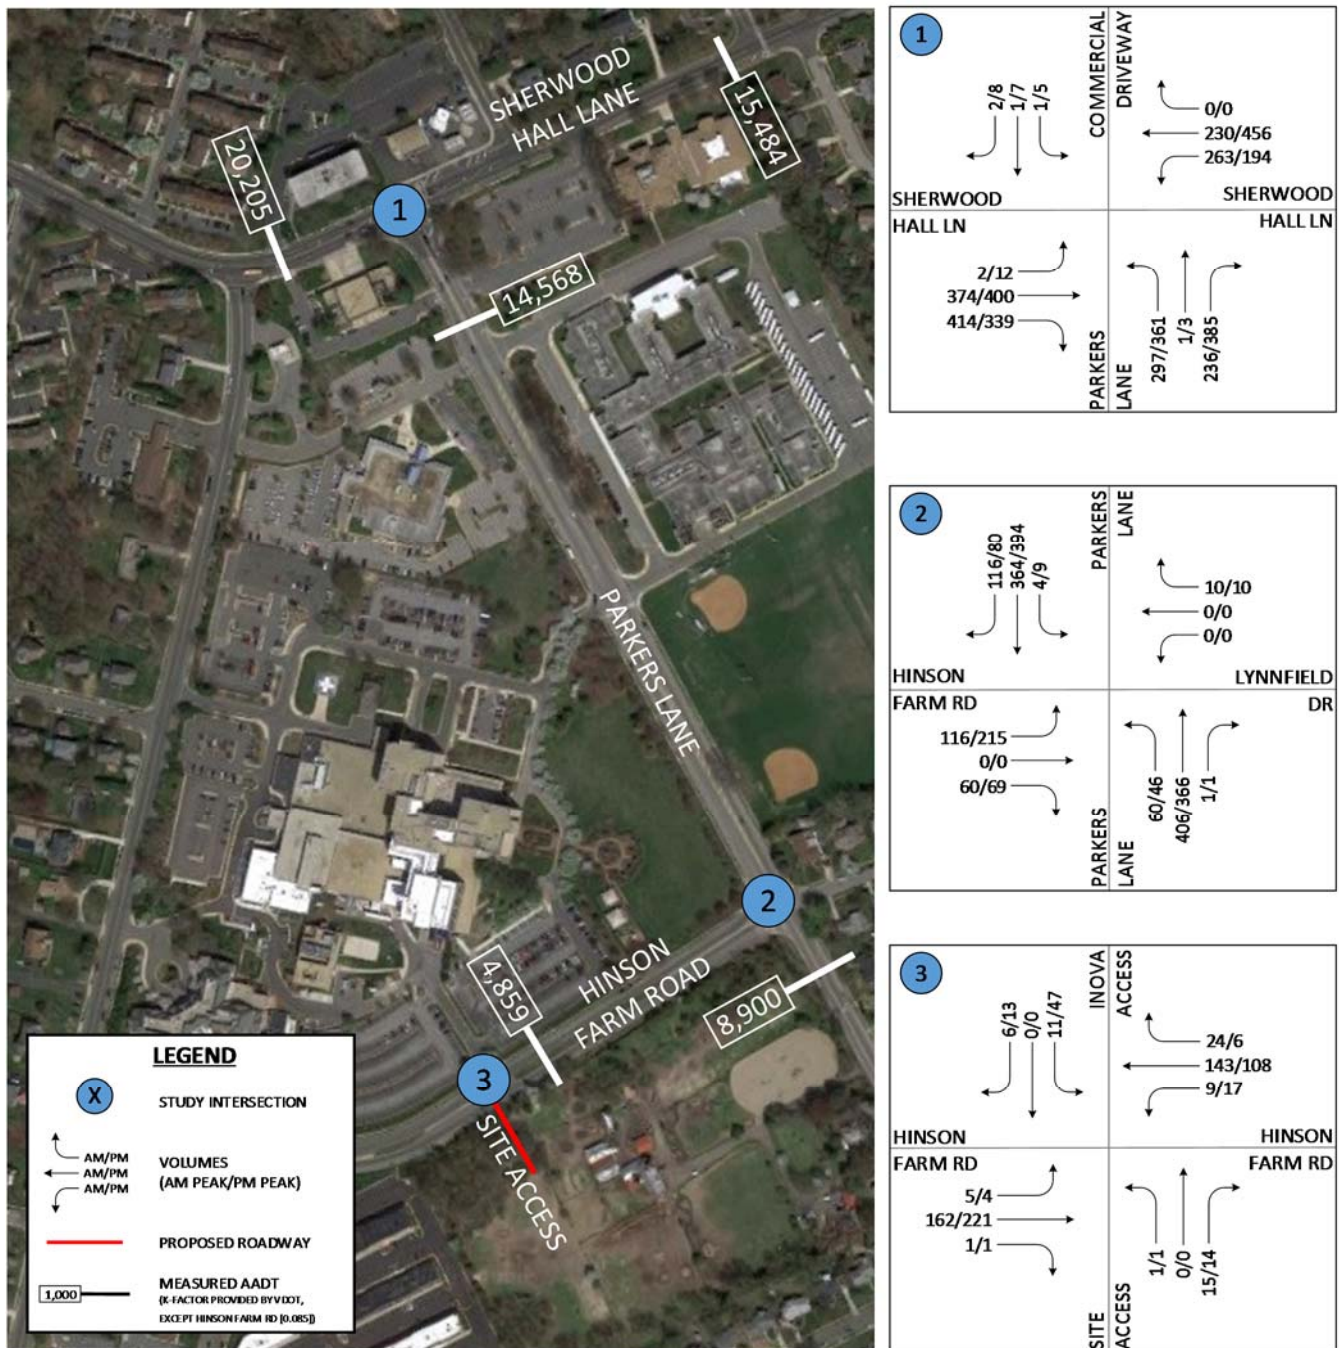 SHERWOOD
HALL LANE
15,484
20,205
1
14,568
PARKERS LANE
2
HINSON
FARM ROAD
4,859
8,900
3
SITE ACCESS
LEGEND
X
STUDY INTERSECTION
AM/PM
AM/PM
AM/PM
VOLUMES
(AM PEAK/PM PEAK)
PROPOSED ROADWAY
1,000
MEASURED AADT
(K-FACTOR PROVIDED BY VDOT,
EXCEPT HINSON FARM RD [0.085])
1
2/8
1/7
1/5
COMMERCIAL
DRIVEWAY
0/0
230/456
263/194
SHERWOOD
SHERWOOD
HALL LN
HALL LN
2/12
374/400
414/339
PARKERS
LANE
297/361
1/3
236/385
2
116/80
364/394
4/9
PARKERS
LANE
10/10
0/0
0/0
HINSON
LYNNFIELD
FARM RD
DR
116/215
0/0
60/69
PARKERS
LANE
60/46
406/366
1/1
3
6/13
0/0
11/47
INOVA
ACCESS
24/6
143/108
9/17
HINSON
HINSON
FARM RD
FARM RD
5/4
162/221
1/1
SITE
ACCESS
1/1
0/0
15/14